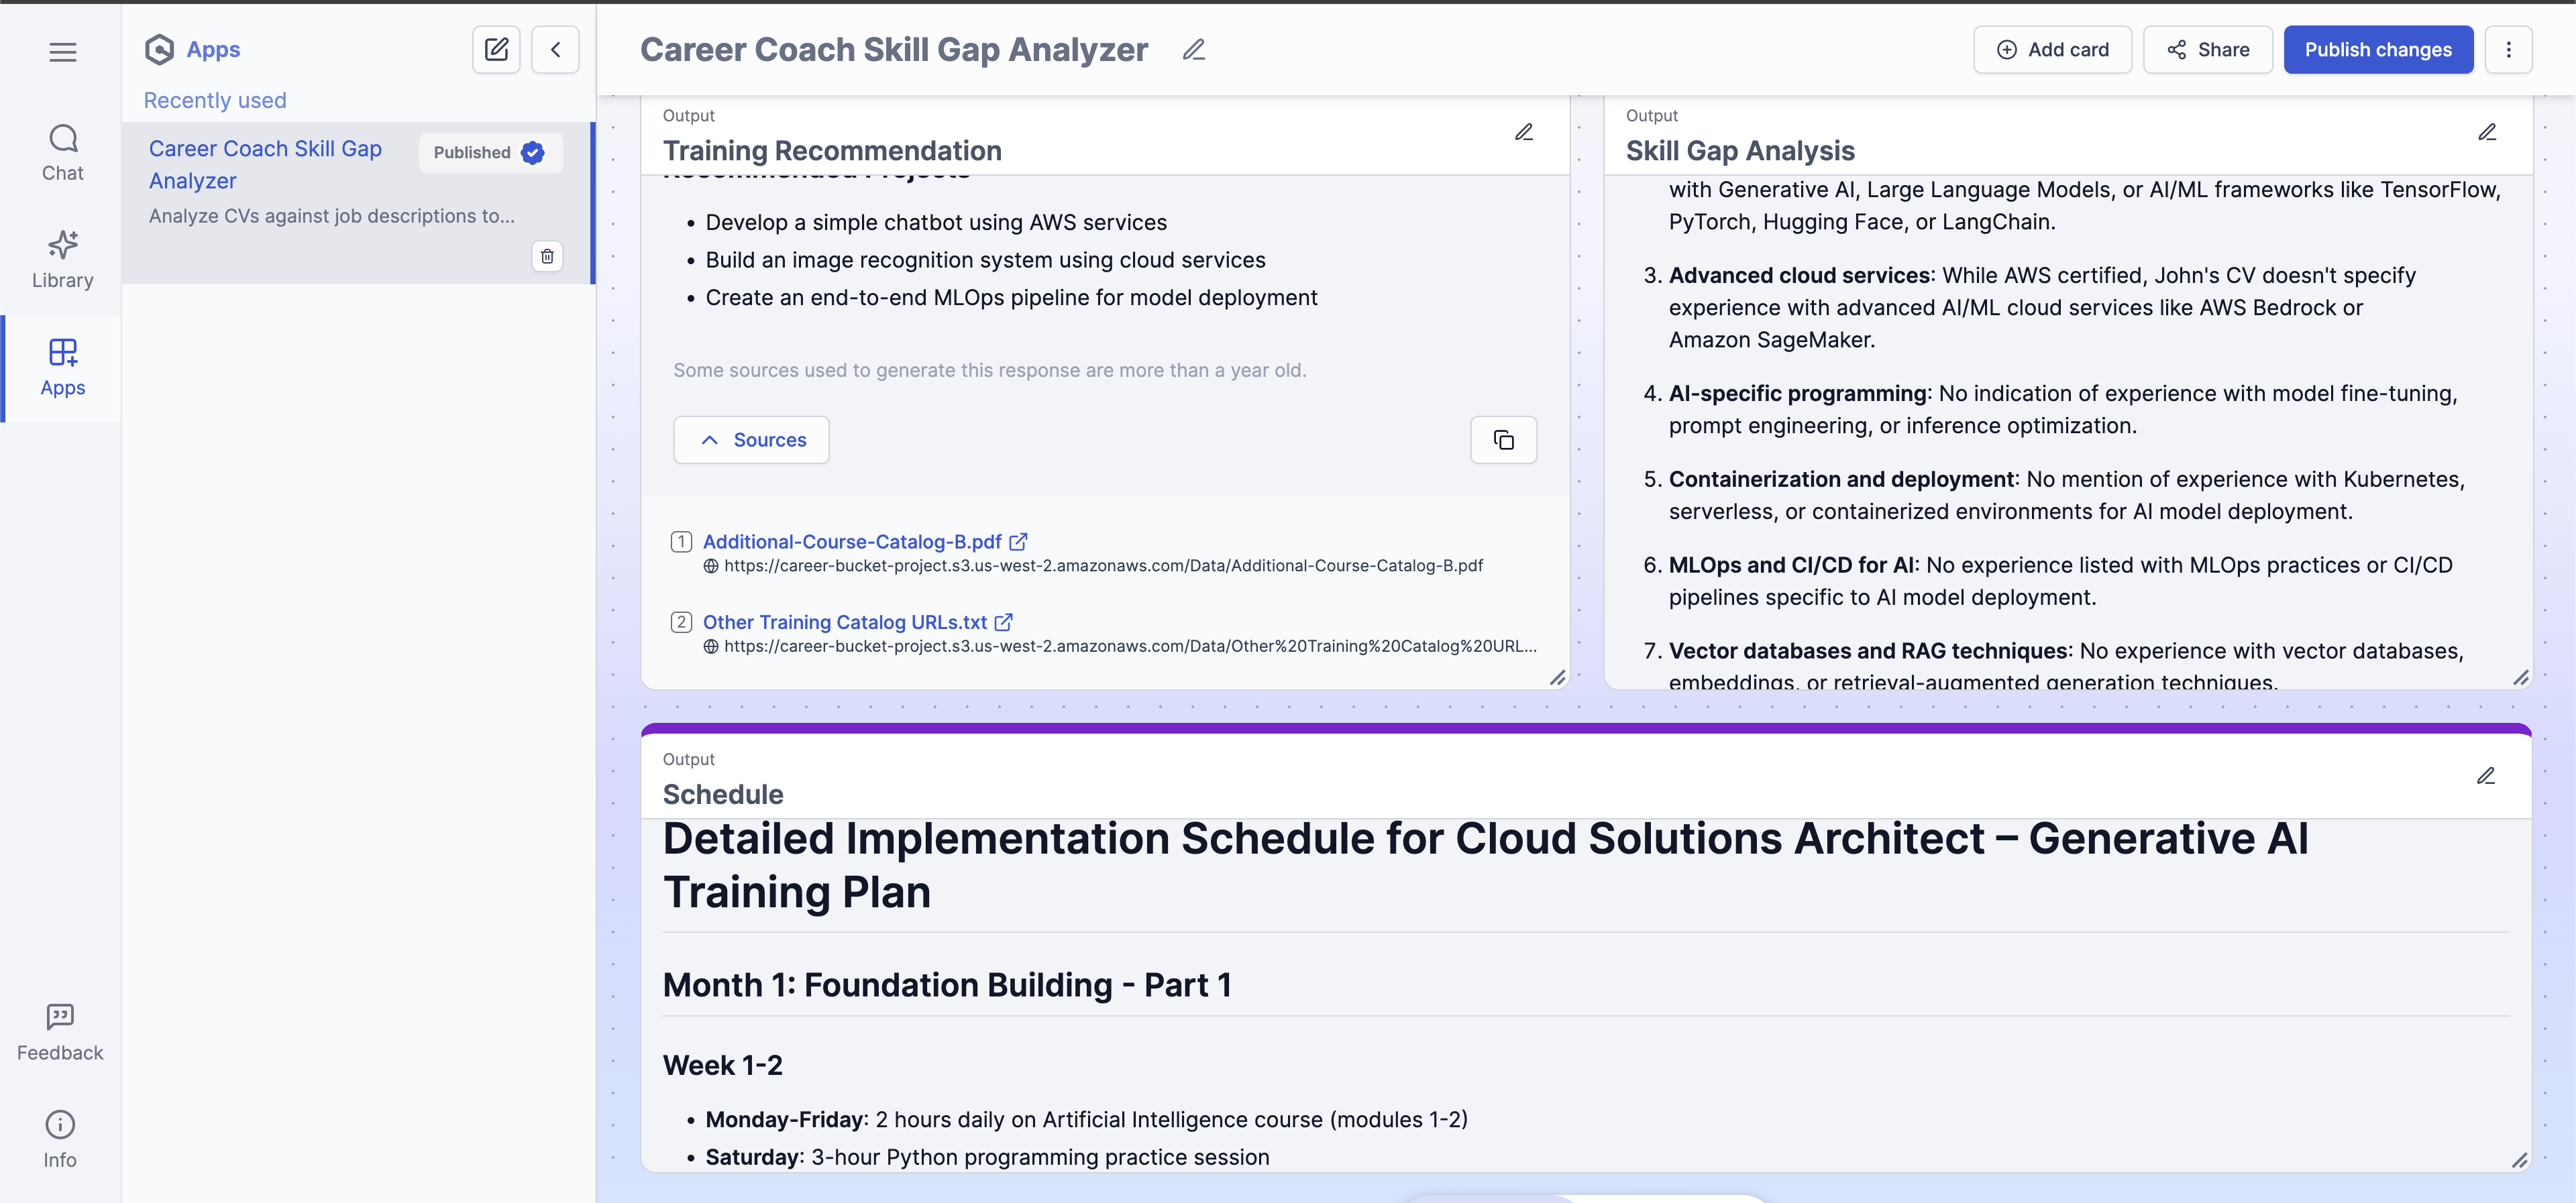 Chat
Library
Apps
Feedback
Info
Apps
Recently used
Career Coach Skill Gap
Analyzer
Published
Analyze CVs against job descriptions to...
Career Coach Skill Gap Analyzer
Add card
Share
Publish changes
Output
Training Recommendation
Recommended Projects
• Develop a simple chatbot using AWS services
• Build an image recognition system using cloud services
• Create an end-to-end MLOps pipeline for model deployment
Some sources used to generate this response are more than a year old.
Sources
1 Additional-Course-Catalog-B.pdf
https://career-bucket-project.s3.us-west-2.amazonaws.com/Data/Additional-Course-Catalog-B.pdf
2 Other Training Catalog URLs.txt
https://career-bucket-project.s3.us-west-2.amazonaws.com/Data/Other%20Training%20Catalog%20URL...
Output
Skill Gap Analysis
with Generative AI, Large Language Models, or AI/ML frameworks like TensorFlow,
PyTorch, Hugging Face, or LangChain.
3. Advanced cloud services: While AWS certified, John's CV doesn't specify
experience with advanced AI/ML cloud services like AWS Bedrock or
Amazon SageMaker.
4. AI-specific programming: No indication of experience with model fine-tuning,
prompt engineering, or inference optimization.
5. Containerization and deployment: No mention of experience with Kubernetes,
serverless, or containerized environments for AI model deployment.
6. MLOps and CI/CD for AI: No experience listed with MLOps practices or CI/CD
pipelines specific to AI model deployment.
7. Vector databases and RAG techniques: No experience with vector databases,
embeddings, or retrieval-augmented generation techniques.
Output
Schedule
Detailed Implementation Schedule for Cloud Solutions Architect – Generative AI
Training Plan
Month 1: Foundation Building - Part 1
Week 1-2
• Monday-Friday: 2 hours daily on Artificial Intelligence course (modules 1-2)
• Saturday: 3-hour Python programming practice session